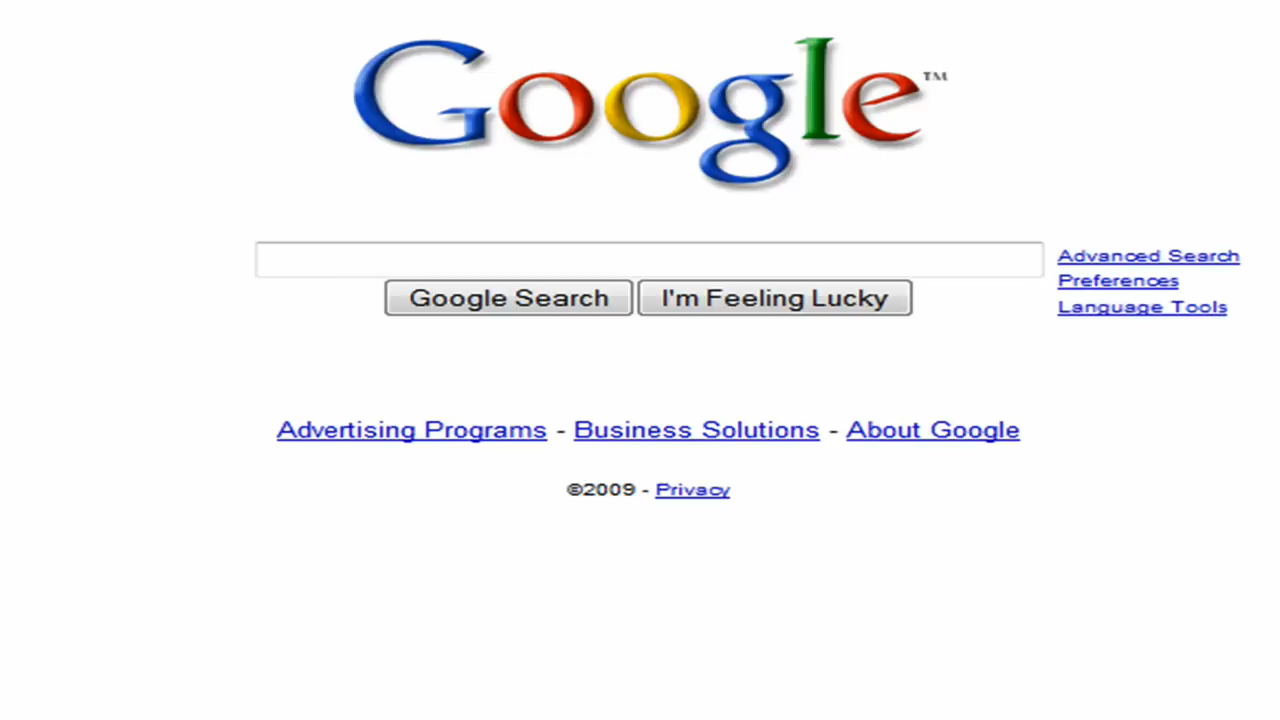 Google™
Advanced Search
Google Search I'm Feeling Lucky
Preferences
Language Tools
Advertising Programs - Business Solutions - About Google
©2009 - Privacy